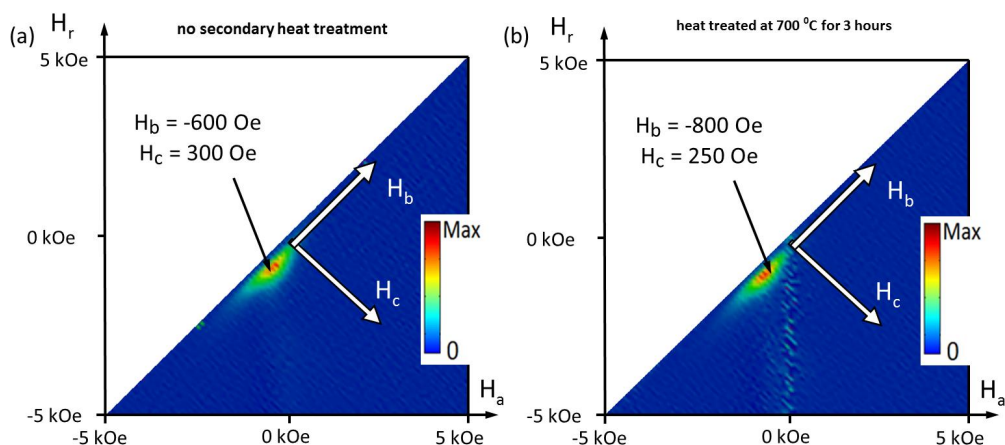 (a)
H_r
no secondary heat treatment
5 kOe
H_b = -600 Oe
H_c = 300 Oe
H_b
0 kOe
Max
H_c
0
-5 kOe
H_a
-5 kOe 0 kOe 5 kOe
(b)
H_r
heat treated at 700 ⁰C for 3 hours
5 kOe
H_b = -800 Oe
H_c = 250 Oe
H_b
0 kOe
Max
H_c
0
-5 kOe
H_a
-5 kOe 0 kOe 5 kOe